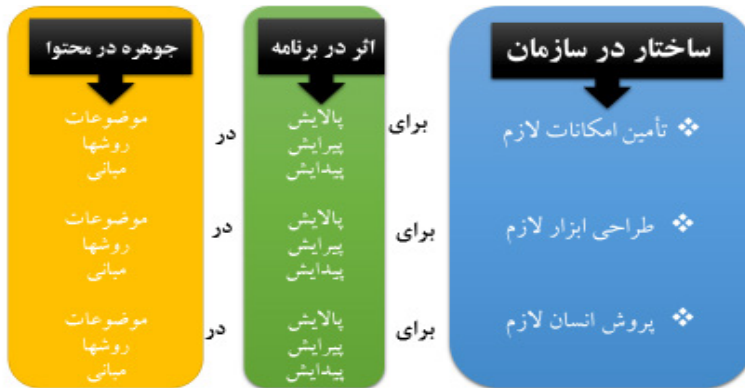 ساختار در سازمان
اثر در برنامه
جوهره در محتوا
❖ تأمین امکانات لازم
برای
پالایش
پیرایش
پیدایش
در
موضوعات
روشها
مبانی
❖ طراحی ابزار لازم
برای
پالایش
پیرایش
پیدایش
در
موضوعات
روشها
مبانی
❖ پروش انسان لازم
برای
پالایش
پیرایش
پیدایش
در
موضوعات
روشها
مبانی